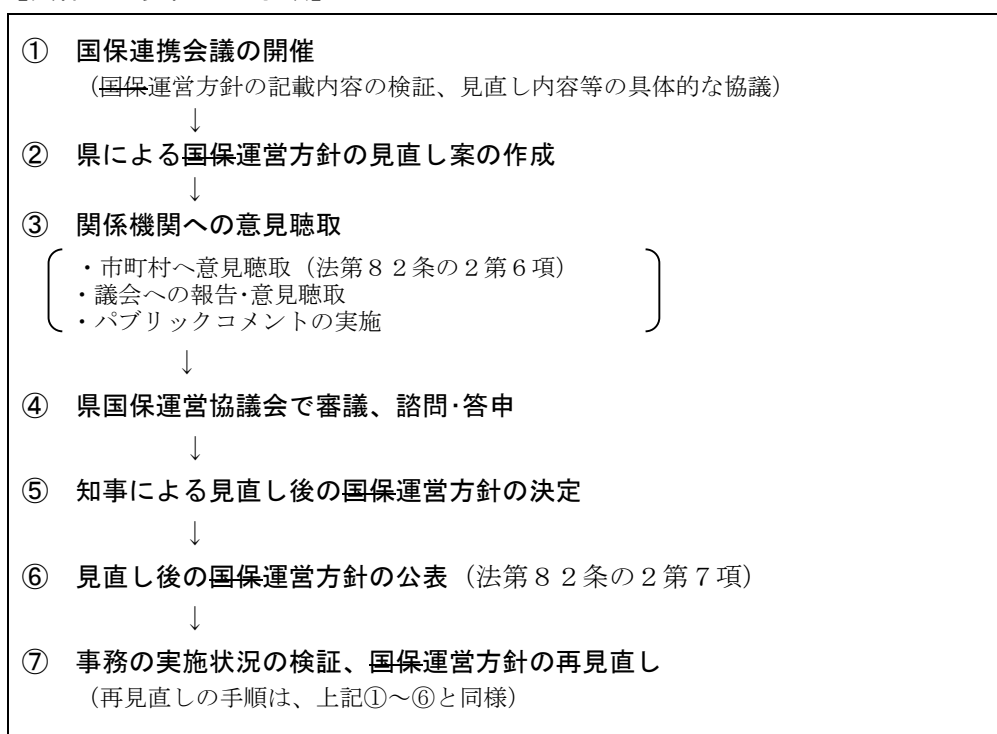 ① 国保連携会議の開催
（国保運営方針の記載内容の検証、見直し内容等の具体的な協議）
↓
② 県による国保運営方針の見直し案の作成
↓
③ 関係機関への意見聴取
・市町村へ意見聴取（法第８２条の２第６項）
・議会への報告･意見聴取
・パブリックコメントの実施
↓
④ 県国保運営協議会で審議、諮問･答申
↓
⑤ 知事による見直し後の国保運営方針の決定
↓
⑥ 見直し後の国保運営方針の公表（法第８２条の２第７項）
↓
⑦ 事務の実施状況の検証、国保運営方針の再見直し
（再見直しの手順は、上記①～⑥と同様）